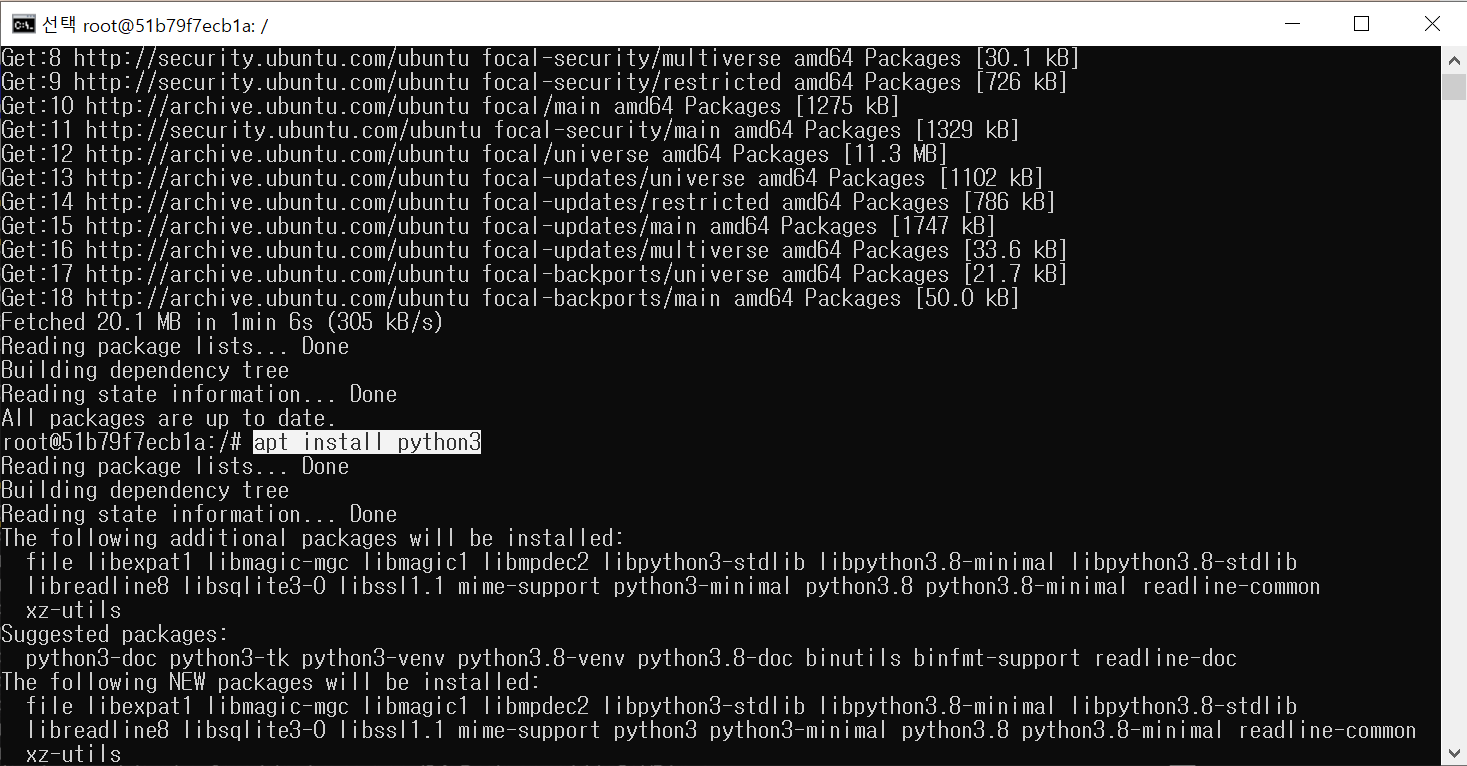 선택 root@51b79f7ecb1a: /
Get:8 http://security.ubuntu.com/ubuntu focal-security/multiverse amd64 Packages [30.1 kB]
Get:9 http://security.ubuntu.com/ubuntu focal-security/restricted amd64 Packages [726 kB]
Get:10 http://archive.ubuntu.com/ubuntu focal/main amd64 Packages [1275 kB]
Get:11 http://security.ubuntu.com/ubuntu focal-security/main amd64 Packages [1329 kB]
Get:12 http://archive.ubuntu.com/ubuntu focal/universe amd64 Packages [11.3 MB]
Get:13 http://archive.ubuntu.com/ubuntu focal-updates/universe amd64 Packages [1102 kB]
Get:14 http://archive.ubuntu.com/ubuntu focal-updates/restricted amd64 Packages [786 kB]
Get:15 http://archive.ubuntu.com/ubuntu focal-updates/main amd64 Packages [1747 kB]
Get:16 http://archive.ubuntu.com/ubuntu focal-updates/multiverse amd64 Packages [33.6 kB]
Get:17 http://archive.ubuntu.com/ubuntu focal-backports/universe amd64 Packages [21.7 kB]
Get:18 http://archive.ubuntu.com/ubuntu focal-backports/main amd64 Packages [50.0 kB]
Fetched 20.1 MB in 1min 6s (305 kB/s)
Reading package lists... Done
Building dependency tree
Reading state information... Done
All packages are up to date.
root@51b79f7ecb1a:/# apt install python3
Reading package lists... Done
Building dependency tree
Reading state information... Done
The following additional packages will be installed:
  file libexpat1 libmagic-mgc libmagic1 libmpdec2 libpython3-stdlib libpython3.8-minimal libpython3.8-stdlib
  libreadline8 libsqlite3-0 libssl1.1 mime-support python3-minimal python3.8 python3.8-minimal readline-common
  xz-utils
Suggested packages:
  python3-doc python3-tk python3-venv python3.8-venv python3.8-doc binutils binfmt-support readline-doc
The following NEW packages will be installed:
  file libexpat1 libmagic-mgc libmagic1 libmpdec2 libpython3-stdlib libpython3.8-minimal libpython3.8-stdlib
  libreadline8 libsqlite3-0 libssl1.1 mime-support python3 python3-minimal python3.8 python3.8-minimal readline-common
  xz-utils